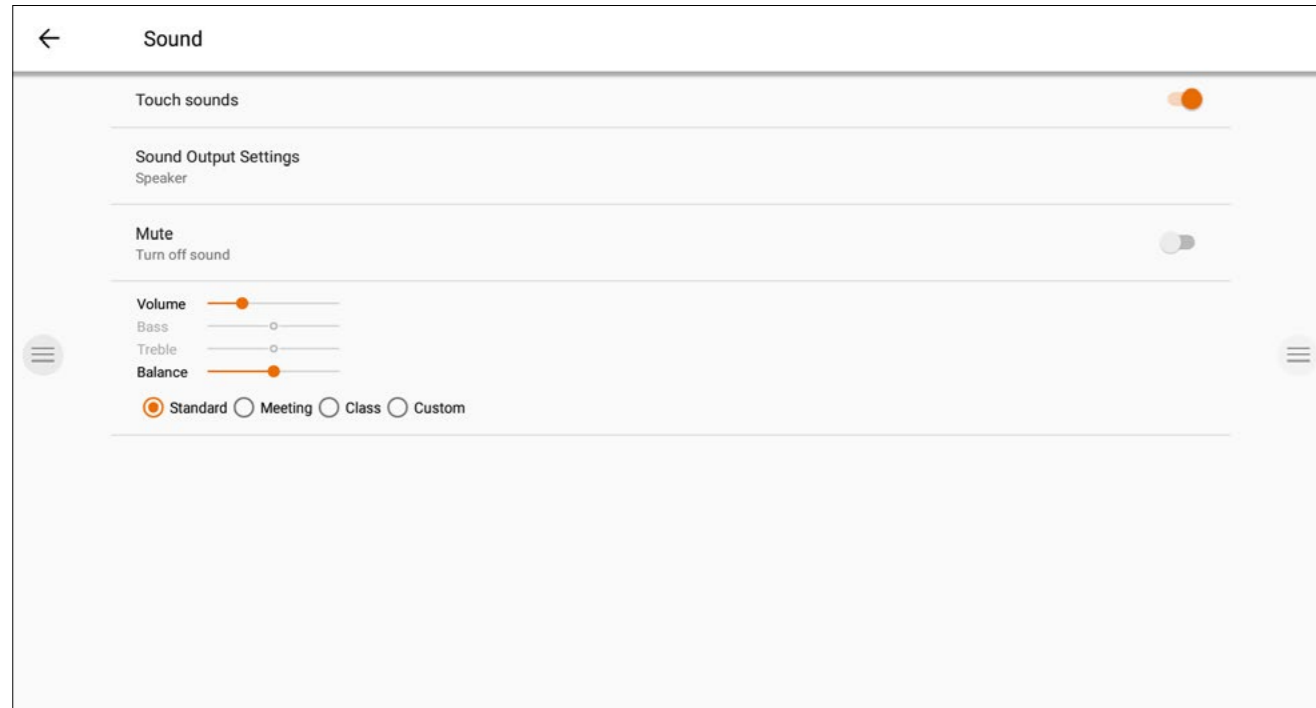 Sound
Touch sounds
Sound Output Settings
Speaker
Mute
Turn off sound
Volume
Bass
Treble
Balance
Standard Meeting Class Custom